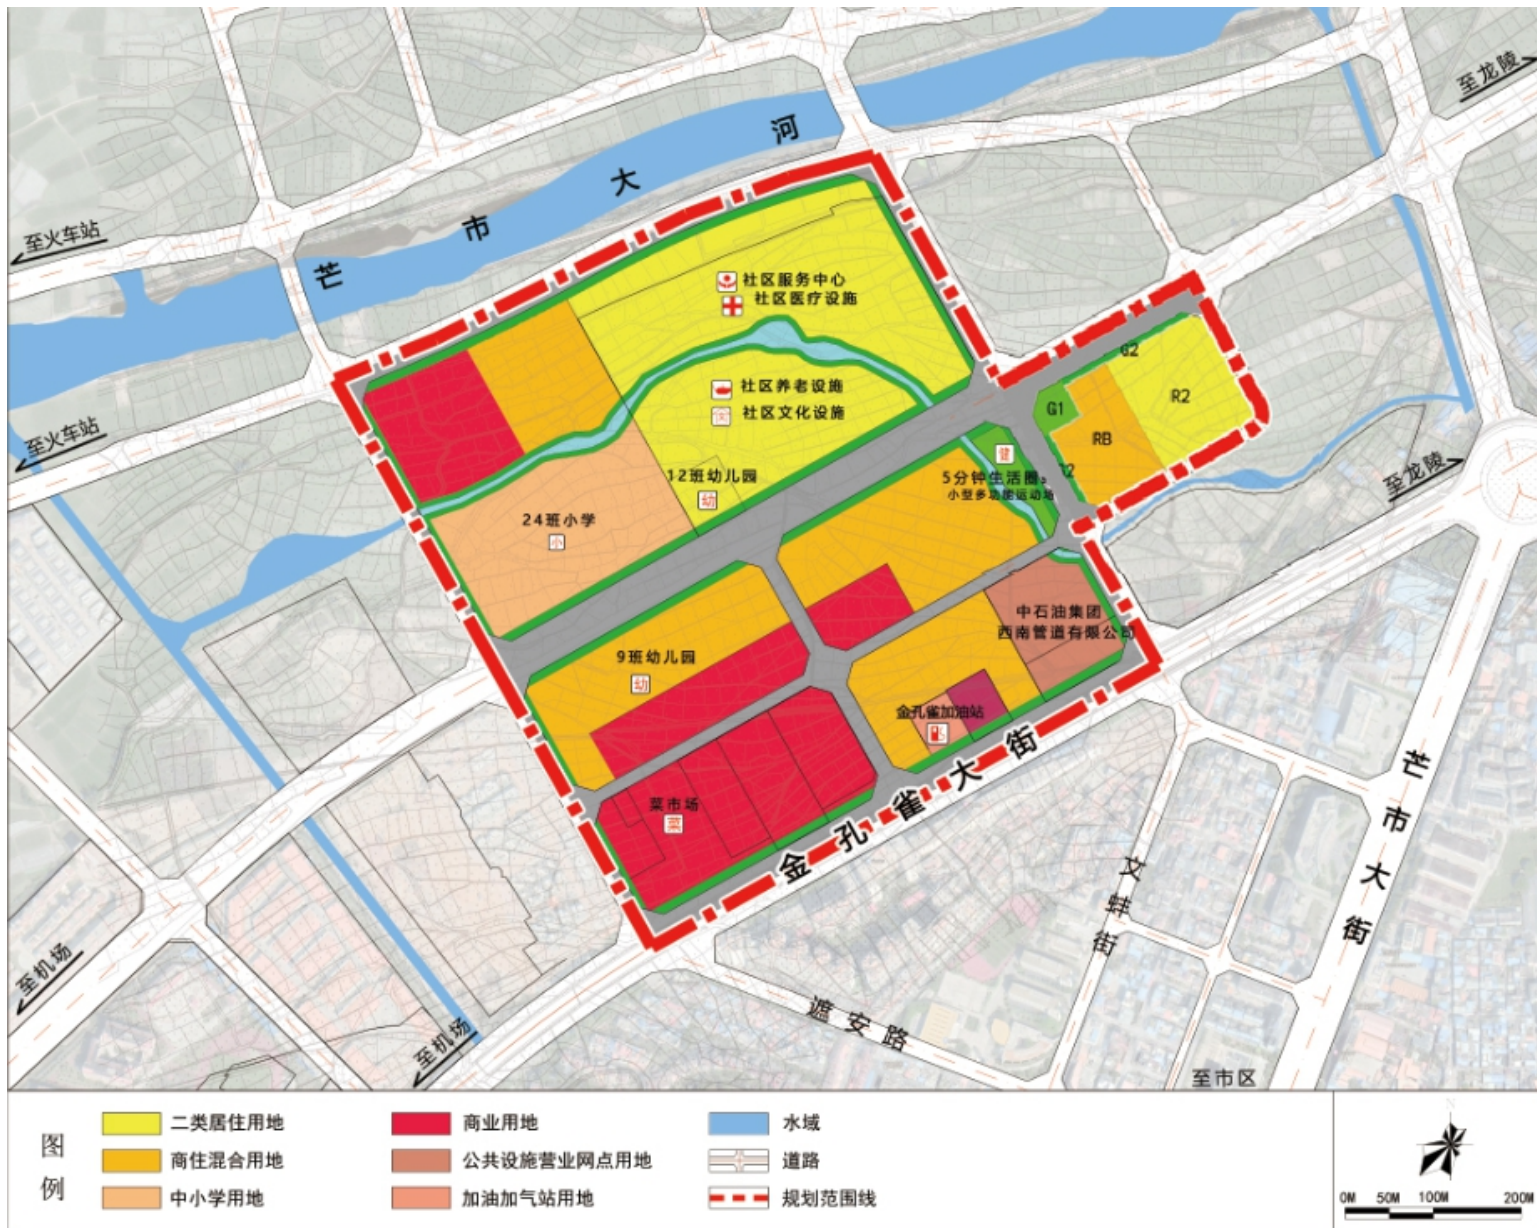 至龙陵
河
大
市
芒
至火车站
社区服务中心
社区医疗设施
G2
社区养老设施
社区文化设施
文
R2
G1
RB
至火车站
健
12班幼儿园
幼
5分钟生活圈
小型多功能运动场
至龙陵
24班小学
小
中石油集团
西南管道有限公司
9班幼儿园
幼
金孔雀加油站
菜市场
菜
金孔雀大街
芒市大街
文蚌街
至机场
至机场
遮安路
至市区
图例
二类居住用地
商业用地
水域
商住混合用地
公共设施营业网点用地
道路
中小学用地
加油加气站用地
规划范围线
N
0M 50M 100M 200M